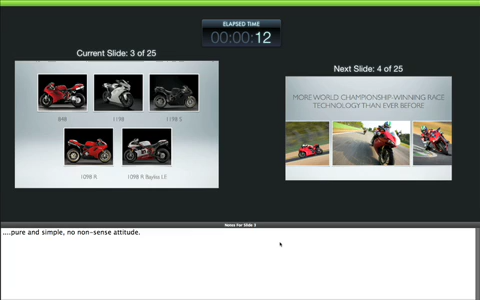 ELAPSED TIME
00:00:12
Current Slide: 3 of 25
Next Slide: 4 of 25
848
1198
1198 S
1098 R
1098 R Bayliss LE
MORE WORLD CHAMPIONSHIP-WINNING RACE
TECHNOLOGY THAN EVER BEFORE
Notes For Slide 3
....pure and simple, no non-sense attitude.